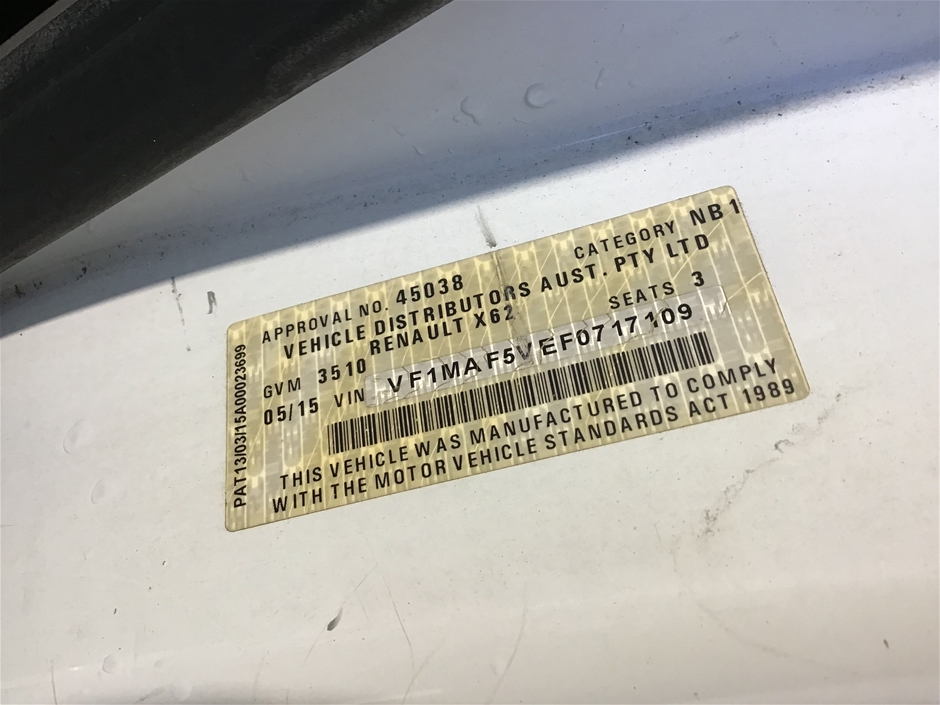 APPROVAL NO. 45038 CATEGORY NB1
VEHICLE DISTRIBUTORS AUST. PTY LTD
RENAULT X62 SEATS 3
GVM 3510
05/15 VIN VF1MAF5VEF0717109
THIS VEHICLE WAS MANUFACTURED TO COMPLY
WITH THE MOTOR VEHICLE STANDARDS ACT 1989
PAT13/03/15A00023699